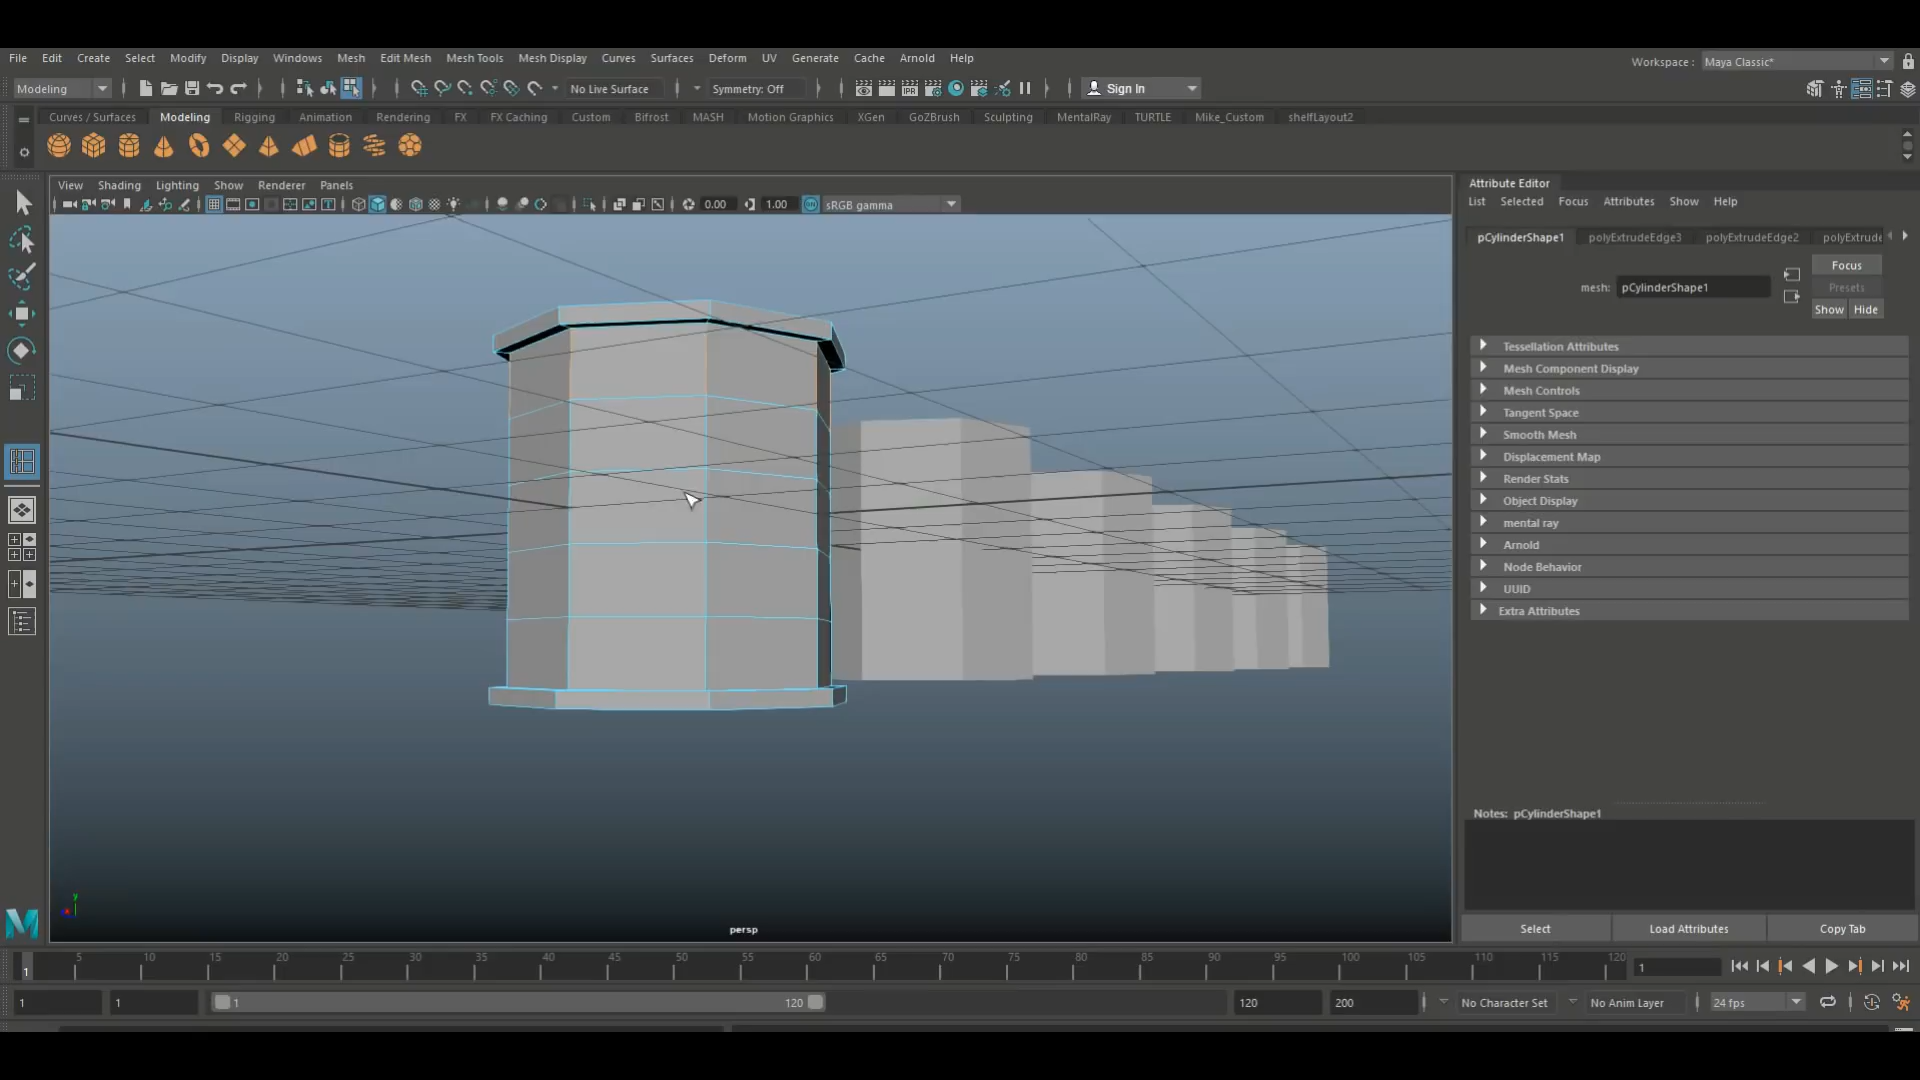 File Edit Create Select Modify Display Windows Mesh Edit Mesh Mesh Tools Mesh Display Curves Surfaces Deform UV Generate Cache Arnold Help
Workspace : Maya Classic*
Modeling No Live Surface Symmetry: Off IPR Sign In
Curves / Surfaces Modeling Rigging Animation Rendering FX FX Caching Custom Bifrost MASH Motion Graphics XGen GoZBrush Sculpting MentalRay TURTLE Mike_Custom shelfLayout2
View Shading Lighting Show Renderer Panels
0.00 1.00 sRGB gamma
Attribute Editor
List Selected Focus Attributes Show Help
pCylinderShape1 polyExtrudeEdge3 polyExtrudeEdge2 polyExtrude
Focus
mesh: pCylinderShape1
Presets
Show Hide
Tessellation Attributes
Mesh Component Display
Mesh Controls
Tangent Space
Smooth Mesh
Displacement Map
Render Stats
Object Display
mental ray
Arnold
Node Behavior
UUID
Extra Attributes
Notes: pCylinderShape1
y
persp
Select Load Attributes Copy Tab
5 10 15 20 25 30 35 40 45 50 55 60 65 70 75 80 85 90 95 100 105 110 115 120
1 1
1 1 1 120 120 200 No Character Set No Anim Layer 24 fps